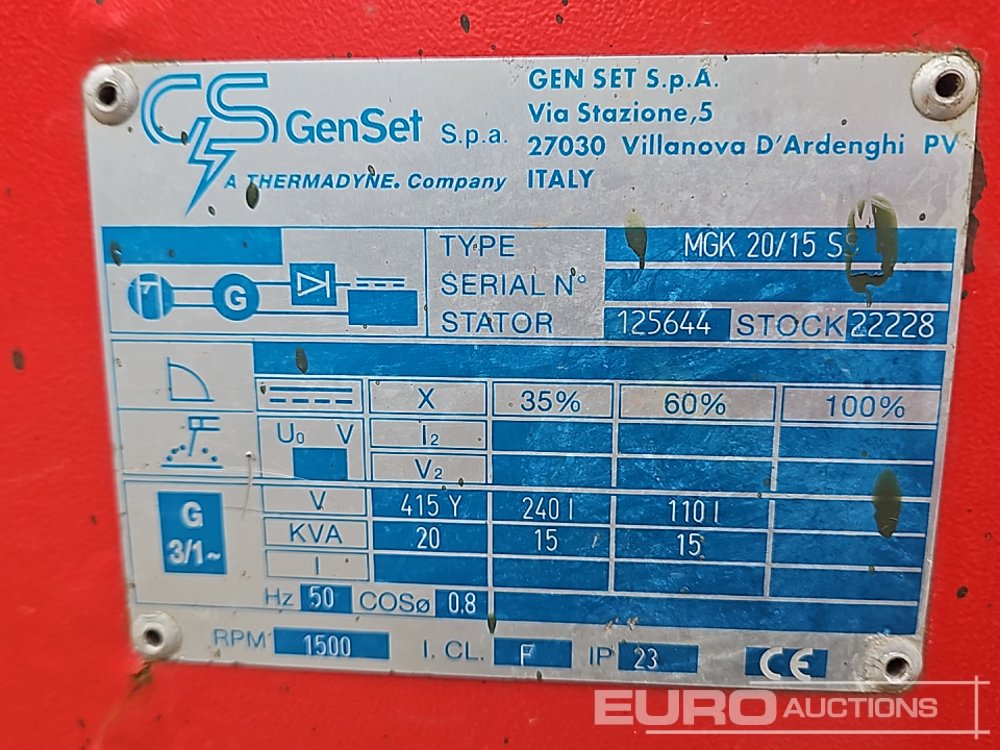 GS GenSet S.p.a.
A THERMADYNE. Company
GEN SET S.p.A.
Via Stazione,5
27030 Villanova D'Ardenghi PV
ITALY
TYPE MGK 20/15
SERIAL N°
STATOR 125644 STOCK 22228
G
X 35% 60% 100%
U₀ V I₂
V₂
G 3/1~
V 415 Y 240 I 110 I
KVA 20 15 15
I
Hz 50 COSø 0.8
RPM 1500 I. CL. F IP 23 CE
EURO AUCTIONS